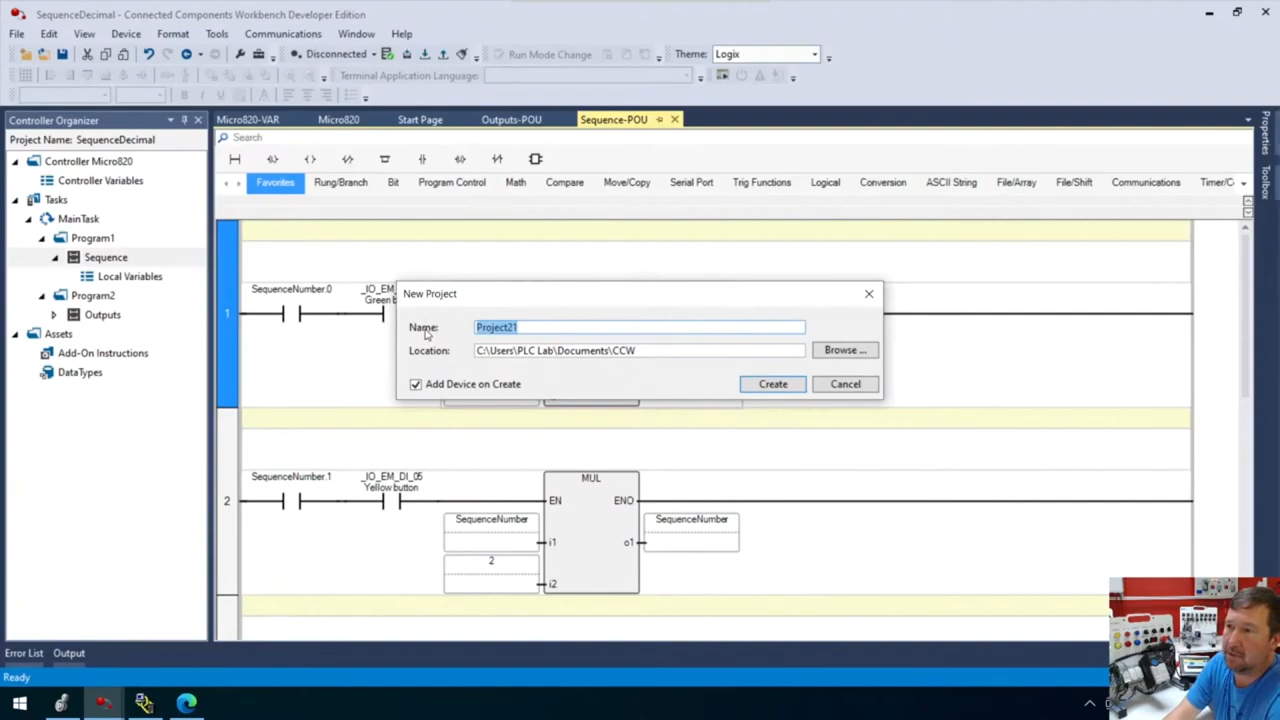 SequenceDecimal - Connected Components Workbench Developer Edition
File Edit View Device Format Tools Communications Window Help
Disconnected Run Mode Change Theme: Logix
Terminal Application Language:
Controller Organizer
Micro820-VAR Micro820 Start Page Outputs-POU Sequence-POU
Project Name: SequenceDecimal
Search
Controller Micro820
Controller Variables
Tasks
MainTask
Program1
Sequence
Local Variables
Program2
Outputs
Assets
Add-On Instructions
DataTypes
Favorites Rung/Branch Bit Program Control Math Compare Move/Copy Serial Port Trig Functions Logical Conversion ASCII String File/Array File/Shift Communications Timer/C
SequenceNumber.0 _IO_EM_
Green b
1
New Project
Name: Project21
Location: C:\Users\PLC Lab\Documents\CCW Browse ...
Add Device on Create Create Cancel
SequenceNumber.1 _IO_EM_DI_05
Yellow button
2
MUL
EN ENO
SequenceNumber SequenceNumber
i1 o1
2
i2
Properties
Toolbox
Error List Output
Ready